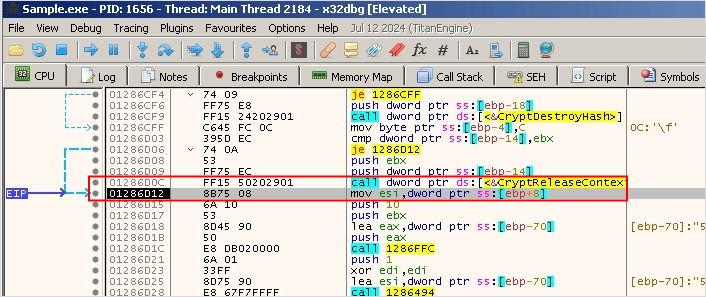 Sample.exe - PID: 1656 - Thread: Main Thread 2184 - x32dbg [Elevated]
File View Debug Tracing Plugins Favourites Options Help Jul 12 2024 (TitanEngine)
CPU Log Notes Breakpoints Memory Map Call Stack SEH Script Symbols
01286CF4 74 09 je 1286CFF
01286CF6 FF75 E8 push dword ptr ss:[ebp-18]
01286CF9 FF15 24202901 call dword ptr ds:[<&CryptDestroyHash>]
01286CFF C645 FC 0C mov byte ptr ss:[ebp-4],C 0C:'\f'
01286D03 395D EC cmp dword ptr ss:[ebp-14],ebx
01286D06 74 0A je 1286D12
01286D08 53 push ebx
01286D09 FF75 EC push dword ptr ss:[ebp-14]
01286D0C FF15 50202901 call dword ptr ds:[<&CryptReleaseContex
EIP 01286D12 8B75 08 mov esi,dword ptr ss:[ebp+8]
01286D15 6A 10 push 10
01286D17 53 push ebx
01286D18 8D45 90 lea eax,dword ptr ss:[ebp-70] [ebp-70]:"5
01286D1B 50 push eax
01286D1C E8 DB020000 call 1286FFC
01286D21 6A 01 push 1
01286D23 33FF xor edi,edi
01286D25 8D75 90 lea esi,dword ptr ss:[ebp-70] [ebp-70]:"5
01286D28 E8 67F7FFFF call 1286494